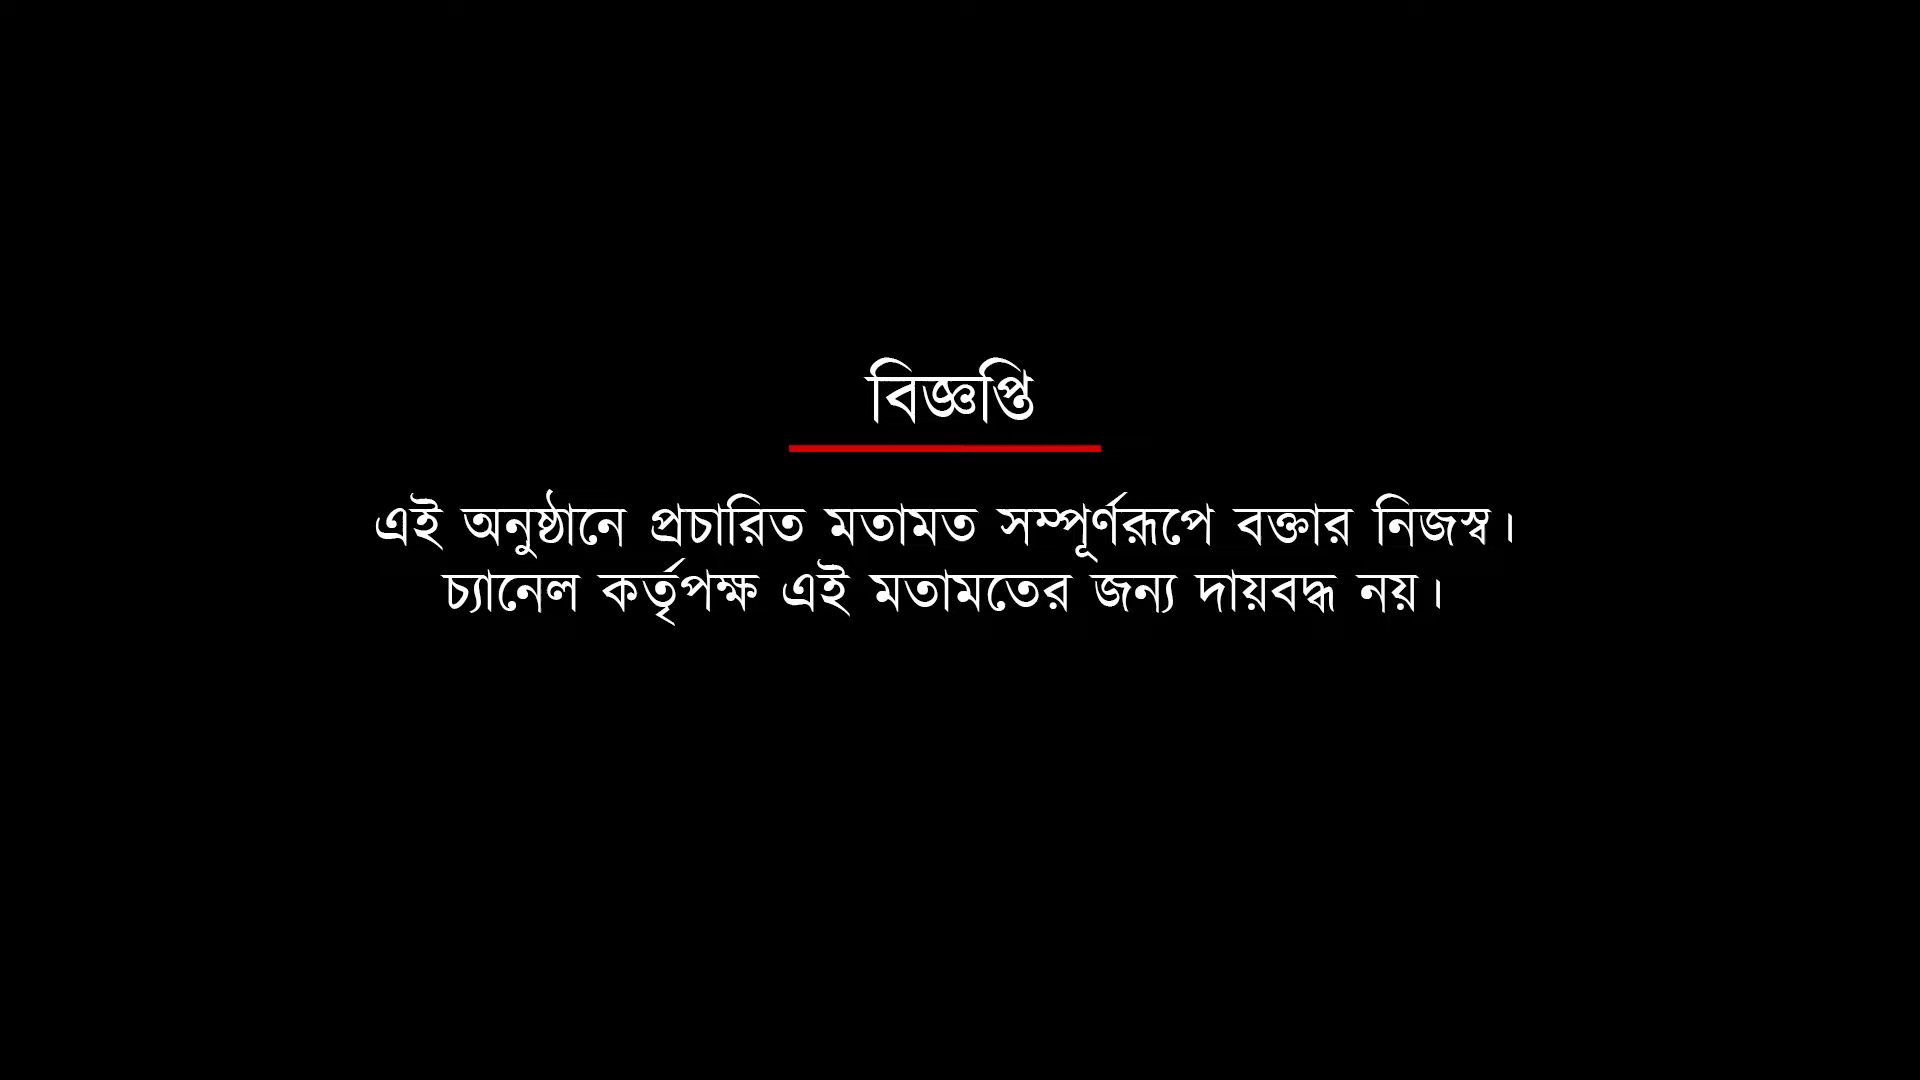 বিজ্ঞপ্তি
এই অনুষ্ঠানে প্রচারিত মতামত সম্পূর্ণরূপে বক্তার নিজস্ব।
চ্যানেল কর্তৃপক্ষ এই মতামতের জন্য দায়বদ্ধ নয়।